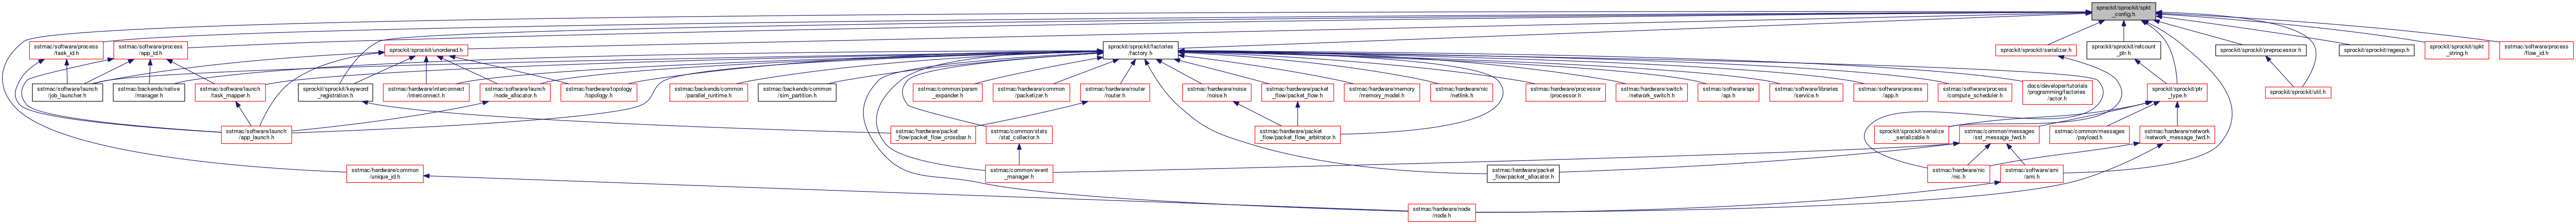 sprockit/sprockit/spkt
_config.h
sstmac/software/process
/task_id.h
sstmac/software/process
/app_id.h
sprockit/sprockit/unordered.h
sprockit/sprockit/factories
/factory.h
sprockit/sprockit/serializer.h
sprockit/sprockit/refcount
_ptr.h
sprockit/sprockit/preprocessor.h
sprockit/sprockit/regexp.h
sprockit/sprockit/spkt
_string.h
sstmac/software/process
/flow_id.h
sstmac/software/launch
/job_launcher.h
sstmac/backends/native
/manager.h
sstmac/software/launch
/task_mapper.h
sprockit/sprockit/keyword
_registration.h
sstmac/hardware/interconnect
/interconnect.h
sstmac/software/launch
/node_allocator.h
sstmac/hardware/topology
/topology.h
sstmac/backends/common
/parallel_runtime.h
sstmac/backends/common
/sim_partition.h
sstmac/common/param
_expander.h
sstmac/hardware/common
/packetizer.h
sstmac/hardware/router
/router.h
sstmac/hardware/noise
/noise.h
sstmac/hardware/packet
_flow/packet_flow.h
sstmac/hardware/memory
/memory_model.h
sstmac/hardware/nic
/netlink.h
sstmac/hardware/processor
/processor.h
sstmac/hardware/switch
/network_switch.h
sstmac/software/api
/api.h
sstmac/software/libraries
/service.h
sstmac/software/process
/app.h
sstmac/software/process
/compute_scheduler.h
docs/developer/tutorials
/programming/factories
/actor.h
sprockit/sprockit/ptr
_type.h
sprockit/sprockit/util.h
sstmac/software/launch
/app_launch.h
sstmac/hardware/packet
_flow/packet_flow_crossbar.h
sstmac/common/stats
/stat_collector.h
sstmac/hardware/packet
_flow/packet_flow_arbitrator.h
sprockit/sprockit/serialize
_serializable.h
sstmac/common/messages
/sst_message_fwd.h
sstmac/common/messages
/payload.h
sstmac/hardware/network
/network_message_fwd.h
sstmac/hardware/common
/unique_id.h
sstmac/common/event
_manager.h
sstmac/hardware/packet
_flow/packet_allocator.h
sstmac/hardware/nic
/nic.h
sstmac/software/ami
/ami.h
sstmac/hardware/node
/node.h